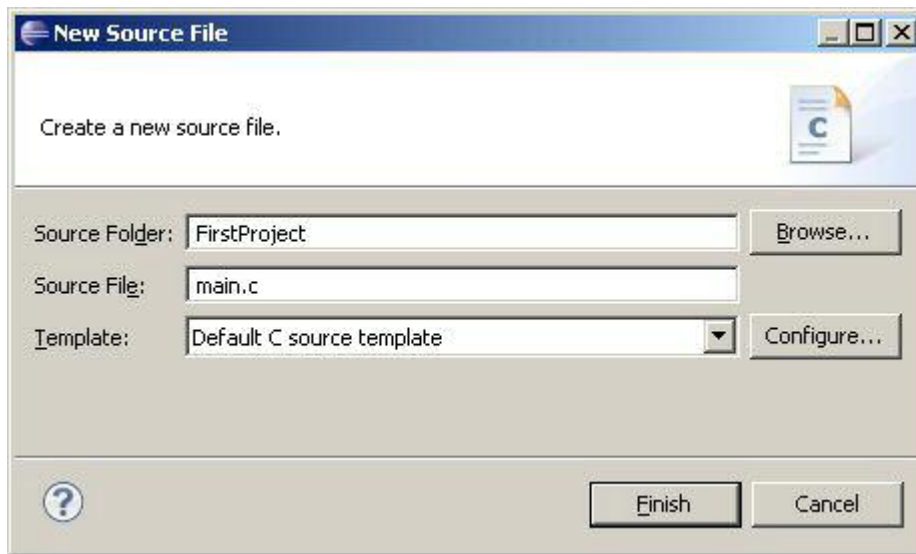 New Source File
Create a new source file.
C
Source Folder: FirstProject Browse...
Source File: main.c
Template: Default C source template Configure...
? Finish Cancel